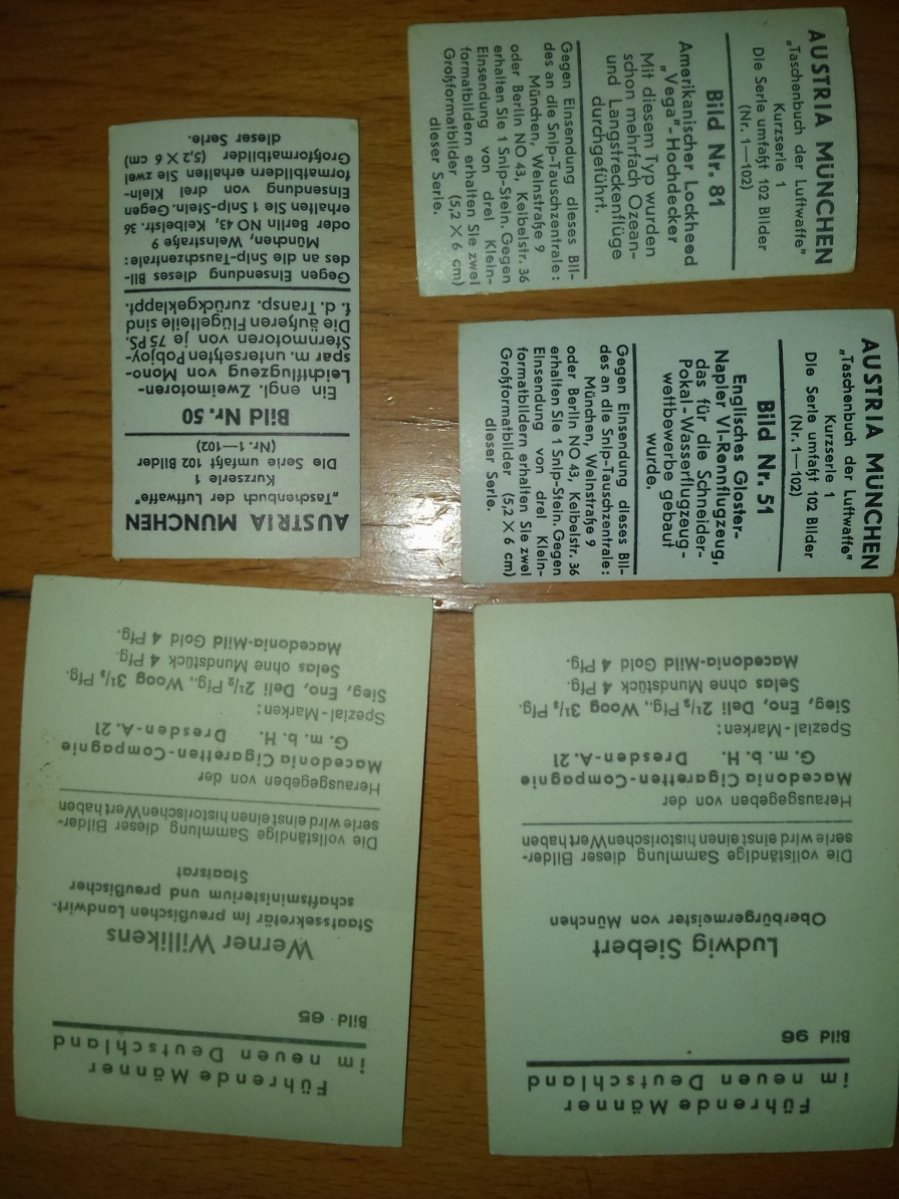 AUSTRIA MÜNCHEN
„Taschenbuch der Luftwaffe“
Kurzserie 1
Die Serie umfaßt 102 Bilder
(Nr. 1—102)
Bild Nr. 81
Amerikanischer Lockheed
„Vega“-Hochdecker
Mit diesem Typ wurden
schon mehrfach Ozean-
und Langstreckenflüge
durchgeführt.
Gegen Einsendung dieses Bil-
des an die Snip-Tauschzentrale:
München, Weinstraße 9
oder Berlin NO 43, Keibelstr. 36
erhalten Sie 1 Snip-Stein. Gegen
Einsendung von drei Klein-
formatbildern erhalten Sie zwei
Großformatbilder (5,2 X 6 cm)
dieser Serie.
AUSTRIA MÜNCHEN
„Taschenbuch der Luftwaffe“
Kurzserie 1
Die Serie umfaßt 102 Bilder
(Nr. 1—102)
Bild Nr. 50
Ein engl. Zweimotoren-
Leichtflugzeug von Mono-
spar m. untersetzten Pobjoy-
Sternmotoren von je 75 PS.
Die äußeren Flügelteile sind
f. d. Transp. zurückgeklappt.
Gegen Einsendung dieses Bil-
des an die Snip-Tauschzentrale:
München, Weinstraße 9
oder Berlin NO 43, Keibelstr. 36
erhalten Sie 1 Snip-Stein. Gegen
Einsendung von drei Klein-
formatbildern erhalten Sie zwei
Großformatbilder (5,2 X 6 cm)
dieser Serie.
AUSTRIA MÜNCHEN
„Taschenbuch der Luftwaffe“
Kurzserie 1
Die Serie umfaßt 102 Bilder
(Nr. 1—102)
Bild Nr. 51
Englisches Gloster-
Napier VI-Rennflugzeug,
das für die Schneider-
Pokal-Wasserflugzeug-
wettbewerbe gebaut
wurde.
Gegen Einsendung dieses Bil-
des an die Snip-Tauschzentrale:
München, Weinstraße 9
oder Berlin NO 43, Keibelstr. 36
erhalten Sie 1 Snip-Stein. Gegen
Einsendung von drei Klein-
formatbildern erhalten Sie zwei
Großformatbilder (5,2 X 6 cm)
dieser Serie.
Führende Männer
im neuen Deutschland
Bild 65
Werner Willikens
Staatssekretär im preußischen Landwirt-
schaftsministerium und preußischer
Staatsrat
Die vollständige Sammlung dieser Bilder-
serie wird einst einen historischen Wert haben
Herausgegeben von der
Macedonia Cigaretten-Compagnie
G. m. b. H. Dresden-A. 21
Spezial-Marken:
Sieg, Eno, Deli 2½ Pfg., Woog 3⅓ Pfg.
Selas ohne Mundstück 4 Pfg.
Macedonia-Mild Gold 4 Pfg.
Führende Männer
im neuen Deutschland
Bild 96
Ludwig Siebert
Oberbürgermeister von München
Die vollständige Sammlung dieser Bilder-
serie wird einst einen historischen Wert haben
Herausgegeben von der
Macedonia Cigaretten-Compagnie
G. m. b. H. Dresden-A. 21
Spezial-Marken:
Sieg, Eno, Deli 2½ Pfg., Woog 3⅓ Pfg.
Selas ohne Mundstück 4 Pfg.
Macedonia-Mild Gold 4 Pfg.